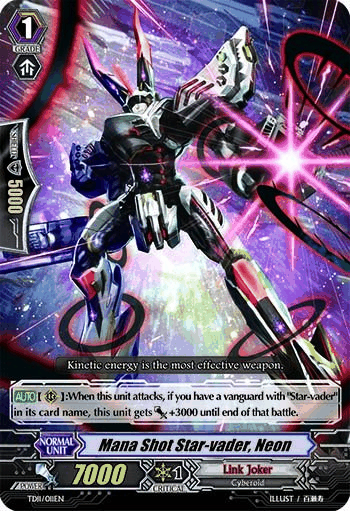 1
GRADE
SHIELD
5000
Kinetic energy is the most effective weapon.
AUTO [ ]:When this unit attacks, if you have a vanguard with "Star-vader"
in its card name, this unit gets +3000 until end of that battle.
NORMAL
UNIT
Mana Shot Star-vader, Neon
POWER
7000
1
CRITICAL
Link Joker
Cyberoid
TD11/011EN
ILLUST / 百瀬寿